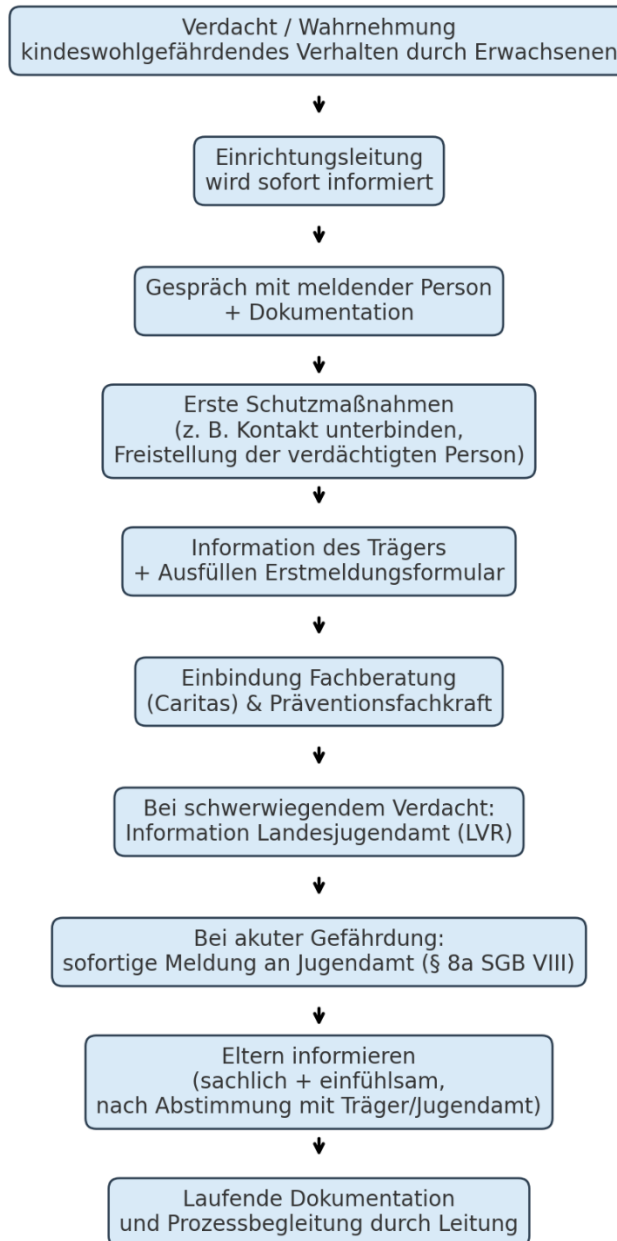 Verdacht / Wahrnehmung
kindeswohlgefährdendes Verhalten durch Erwachsenen
Einrichtungsleitung
wird sofort informiert
Gespräch mit meldender Person
+ Dokumentation
Erste Schutzmaßnahmen
(z. B. Kontakt unterbinden,
Freistellung der verdächtigten Person)
Information des Trägers
+ Ausfüllen Erstmeldungsformular
Einbindung Fachberatung
(Caritas) & Präventionsfachkraft
Bei schwerwiegendem Verdacht:
Information Landesjugendamt (LVR)
Bei akuter Gefährdung:
sofortige Meldung an Jugendamt (§ 8a SGB VIII)
Eltern informieren
(sachlich + einfühlsam,
nach Abstimmung mit Träger/Jugendamt)
Laufende Dokumentation
und Prozessbegleitung durch Leitung